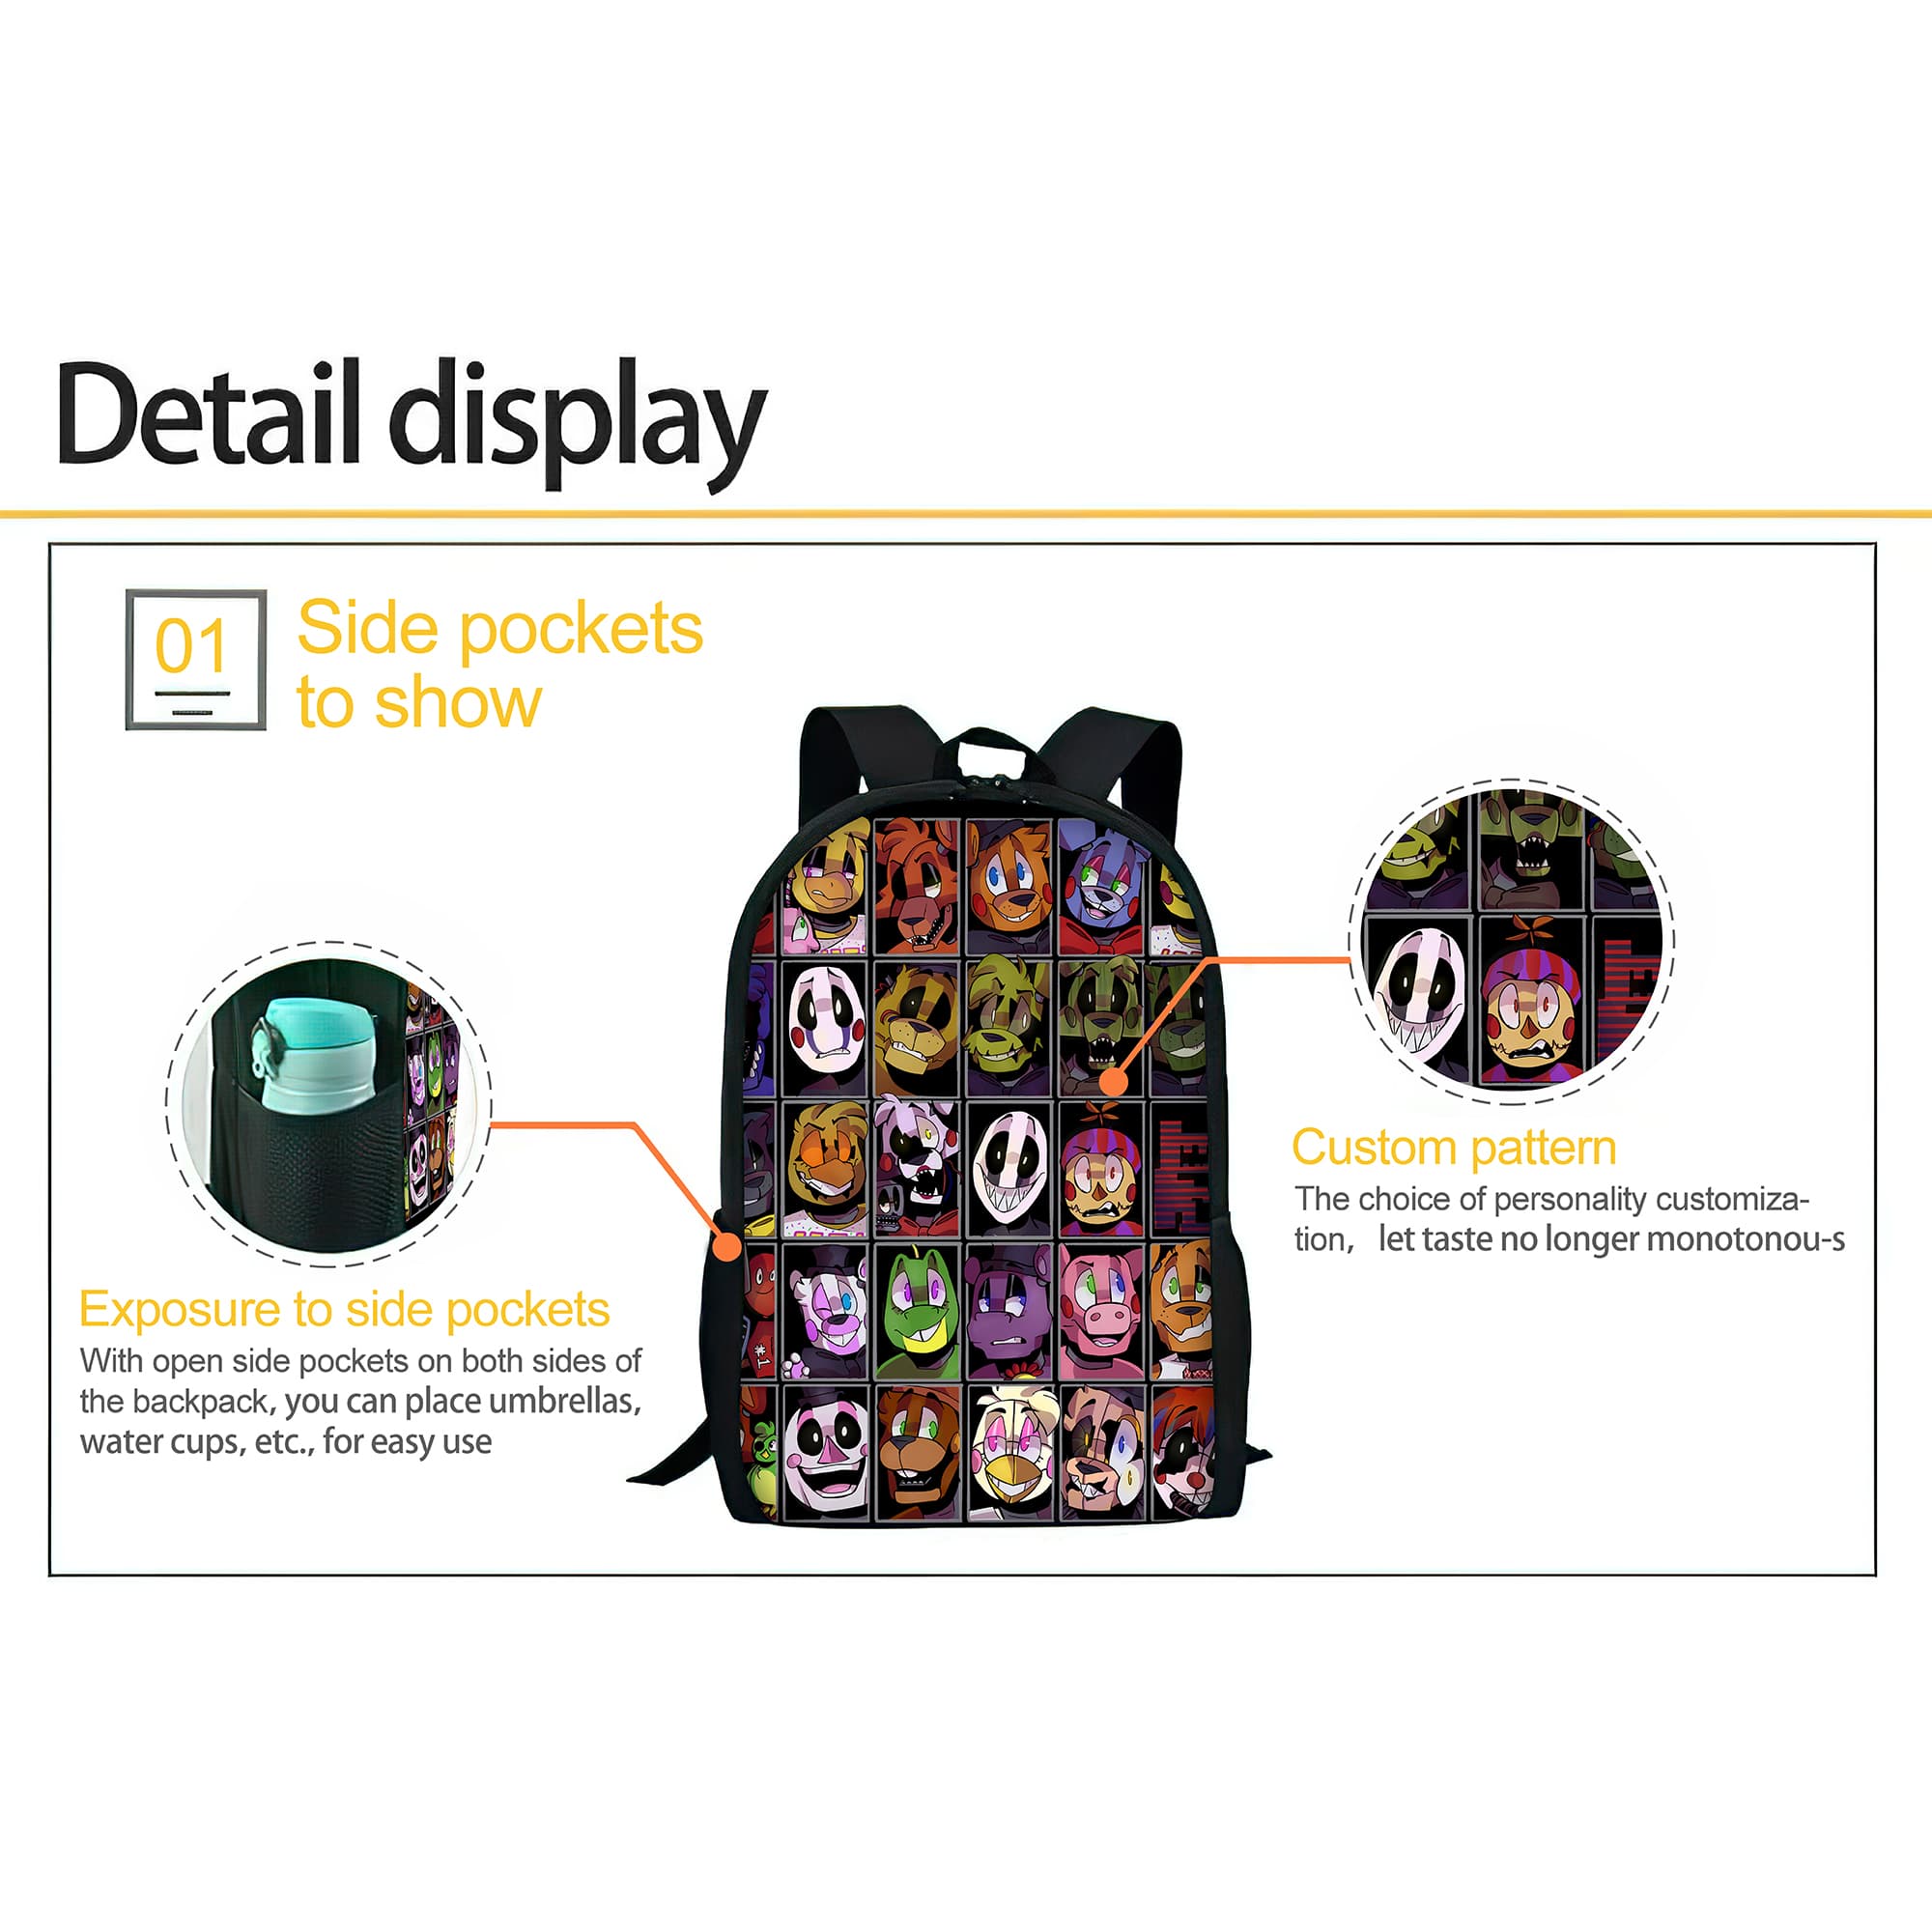 Detail display
01
Side pockets
to show
Custom pattern
The choice of personality customiza-
tion, let taste no longer monotonou-s
Exposure to side pockets
With open side pockets on both sides of
the backpack, you can place umbrellas,
water cups, etc., for easy use
#1